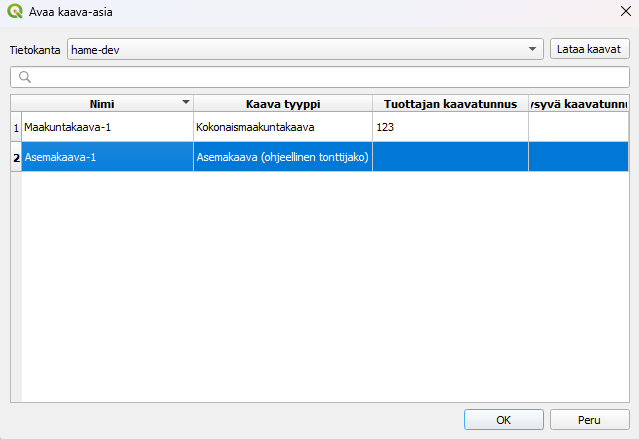 Avaa kaava-asia
Tietokanta hame-dev Lataa kaavat
Nimi Kaava tyyppi Tuottajan kaavatunnus kaavatunnu
1 Maakuntakaava-1 Kokonaismaakuntakaava 123
2 Asemakaava-1 Asemakaava (ohjeellinen tonttijako)
OK Peru